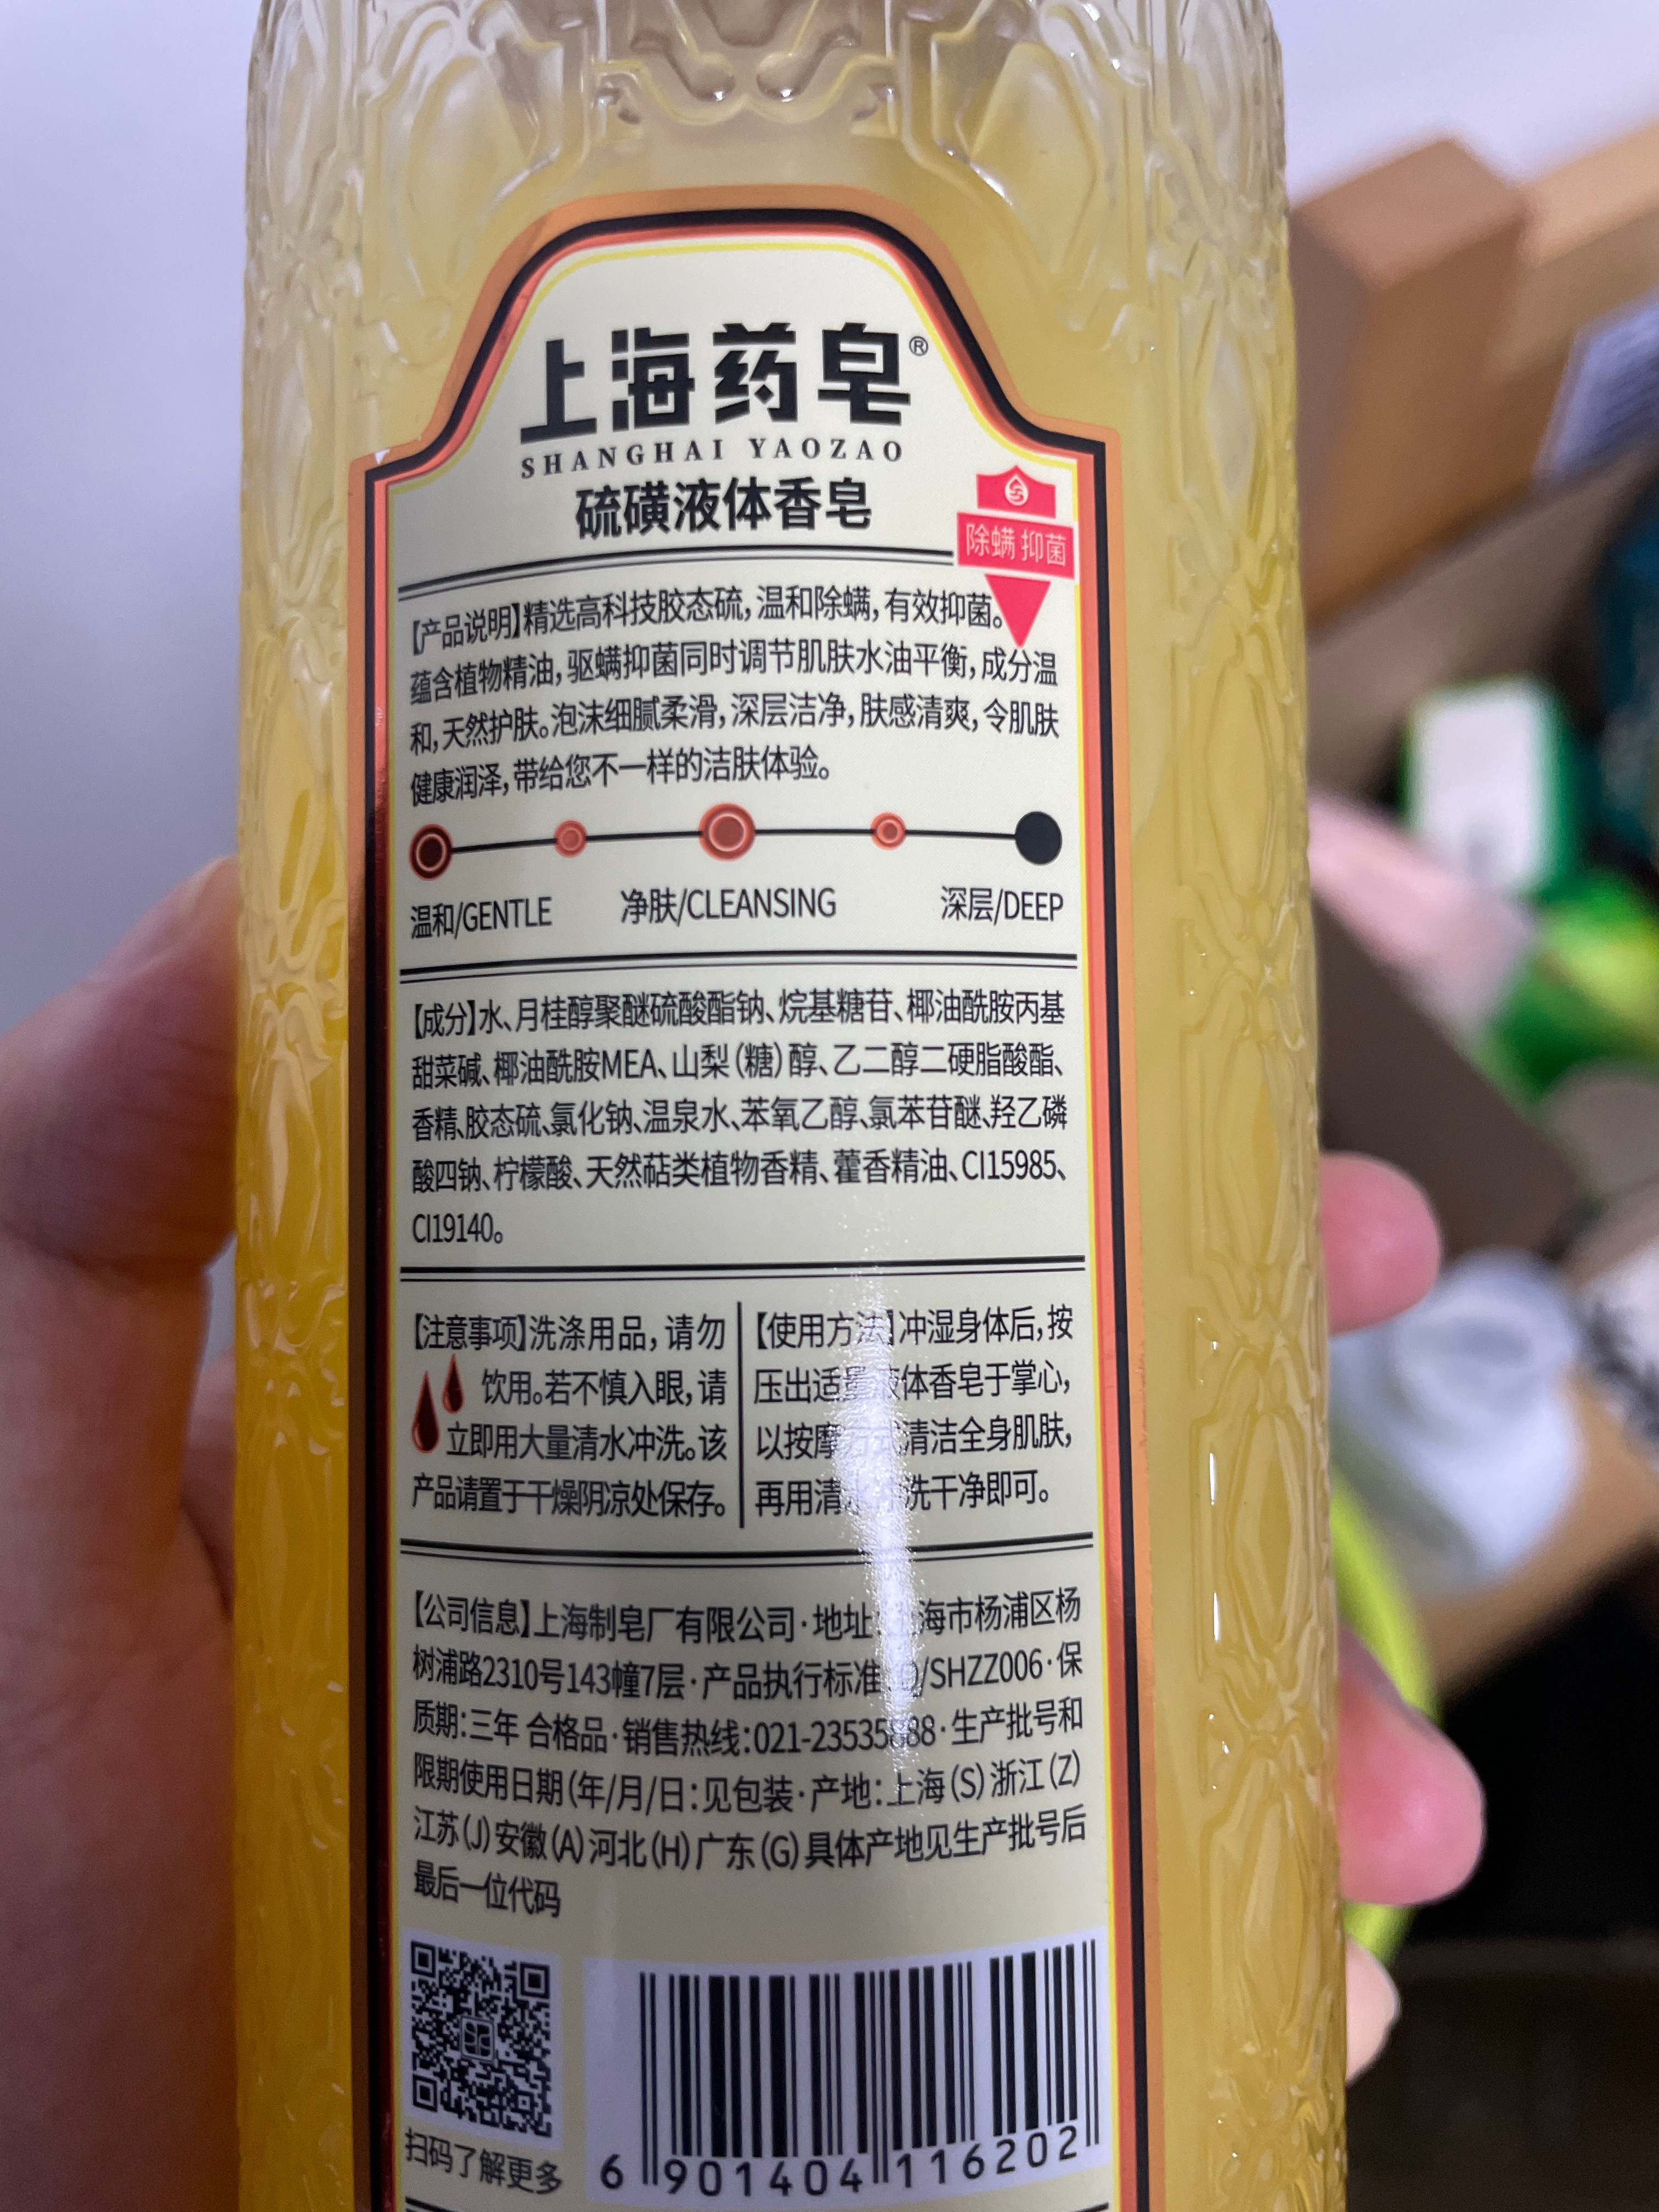 上海药皂®
SHANGHAI YAOZAO
硫磺液体香皂
除螨 抑菌
【产品说明】精选高科技胶态硫,温和除螨,有效抑菌。
蕴含植物精油,驱螨抑菌同时调节肌肤水油平衡,成分温
和,天然护肤。泡沫细腻柔滑,深层洁净,肤感清爽,令肌肤
健康润泽,带给您不一样的洁肤体验。
温和/GENTLE 净肤/CLEANSING 深层/DEEP
【成分】水、月桂醇聚醚硫酸酯钠、烷基糖苷、椰油酰胺丙基
甜菜碱、椰油酰胺MEA、山梨(糖)醇、乙二醇二硬脂酸酯、
香精、胶态硫、氯化钠、温泉水、苯氧乙醇、氯苯苷醚、羟乙磷
酸四钠、柠檬酸、天然萜类植物香精、藿香精油、CI15985、
CI19140。
【注意事项】洗涤用品,请勿
饮用。若不慎入眼,请
立即用大量清水冲洗。该
产品请置于干燥阴凉处保存。
【使用方法】冲湿身体后,按
压出适量液体香皂于掌心,
以按摩方式清洁全身肌肤,
再用清水冲洗干净即可。
【公司信息】上海制皂厂有限公司·地址:上海市杨浦区杨
树浦路2310号143幢7层·产品执行标准:Q/SHZZ006·保
质期:三年 合格品·销售热线:021-23535888·生产批号和
限期使用日期(年/月/日:见包装·产地:上海(S)浙江(Z)
江苏(J)安徽(A)河北(H)广东(G)具体产地见生产批号后
最后一位代码
扫码了解更多
6 901404 116202